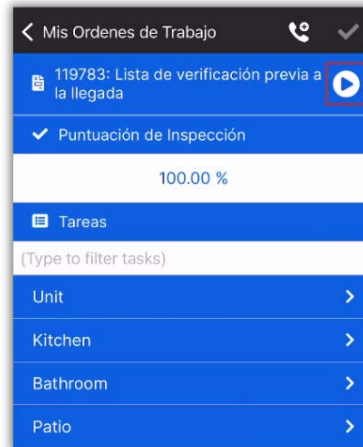 Mis Ordenes de Trabajo
119783: Lista de verificación previa a
la llegada
Puntuación de Inspección
100.00 %
Tareas
(Type to filter tasks)
Unit
Kitchen
Bathroom
Patio